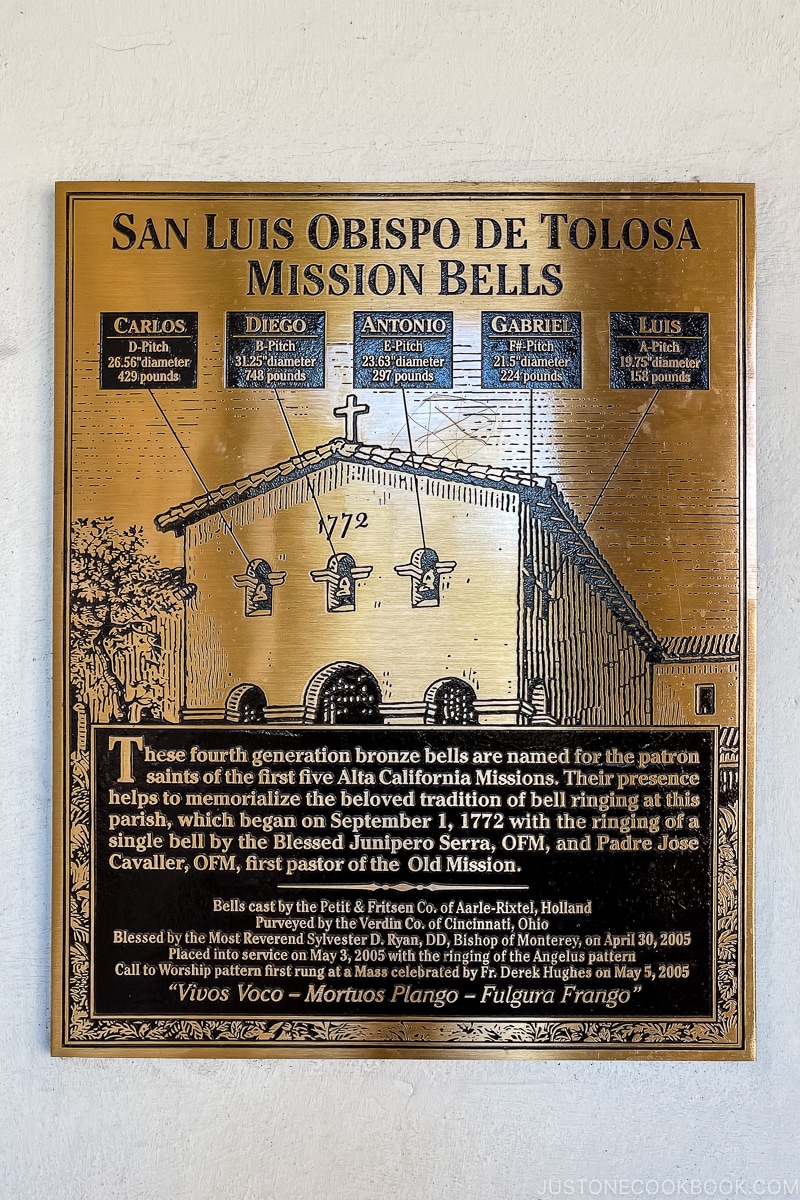 SAN LUIS OBISPO DE TOLOSA
MISSION BELLS
CARLOS
D-Pitch
26.56"diameter
429 pounds
DIEGO
B-Pitch
31.25"diameter
748 pounds
ANTONIO
E-Pitch
23.63"diameter
297 pounds
GABRIEL
F#-Pitch
21.5"diameter
224 pounds
LUIS
A-Pitch
19.75"diameter
158 pounds
1772
These fourth generation bronze bells are named for the patron
saints of the first five Alta California Missions. Their presence
helps to memorialize the beloved tradition of bell ringing at this
parish, which began on September 1, 1772 with the ringing of a
single bell by the Blessed Junipero Serra, OFM, and Padre Jose
Cavaller, OFM, first pastor of the Old Mission.
Bells cast by the Petit & Fritsen Co. of Aarle-Rixtel, Holland
Purveyed by the Verdin Co. of Cincinnati, Ohio
Blessed by the Most Reverend Sylvester D. Ryan, DD, Bishop of Monterey, on April 30, 2005
Placed into service on May 3, 2005 with the ringing of the Angelus pattern
Call to Worship pattern first rung at a Mass celebrated by Fr. Derek Hughes on May 5, 2005
"Vivos Voco – Mortuos Plango – Fulgura Frango"
JUSTONECOOKBOOK.COM